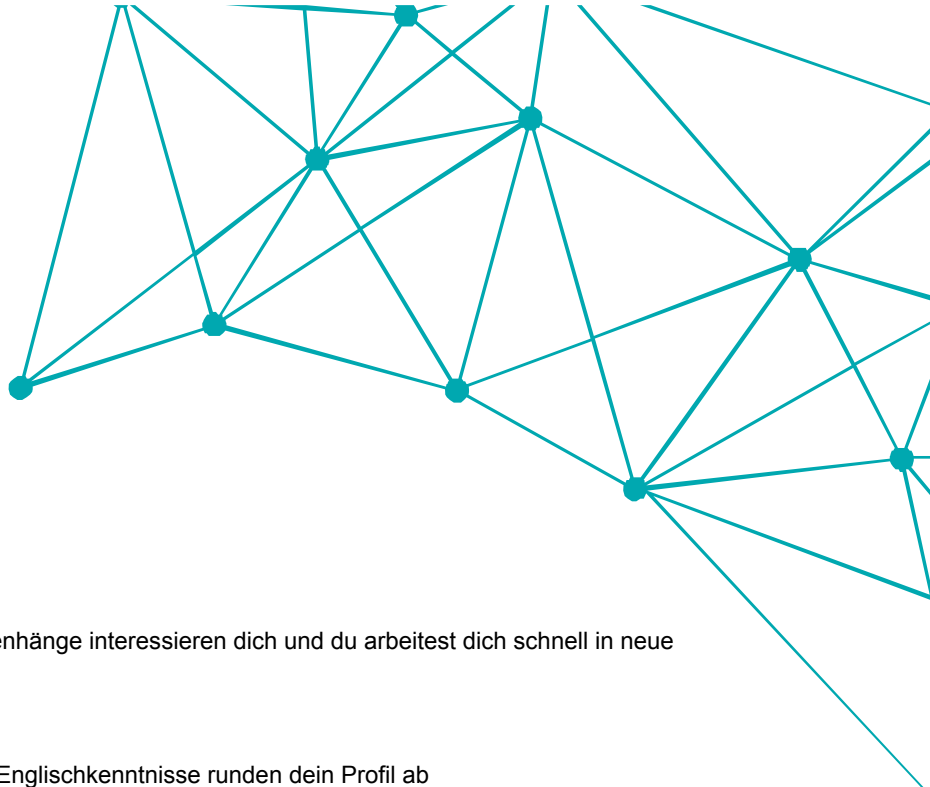 enhänge interessieren dich und du arbeitest dich schnell in neue
Englischkenntnisse runden dein Profil ab